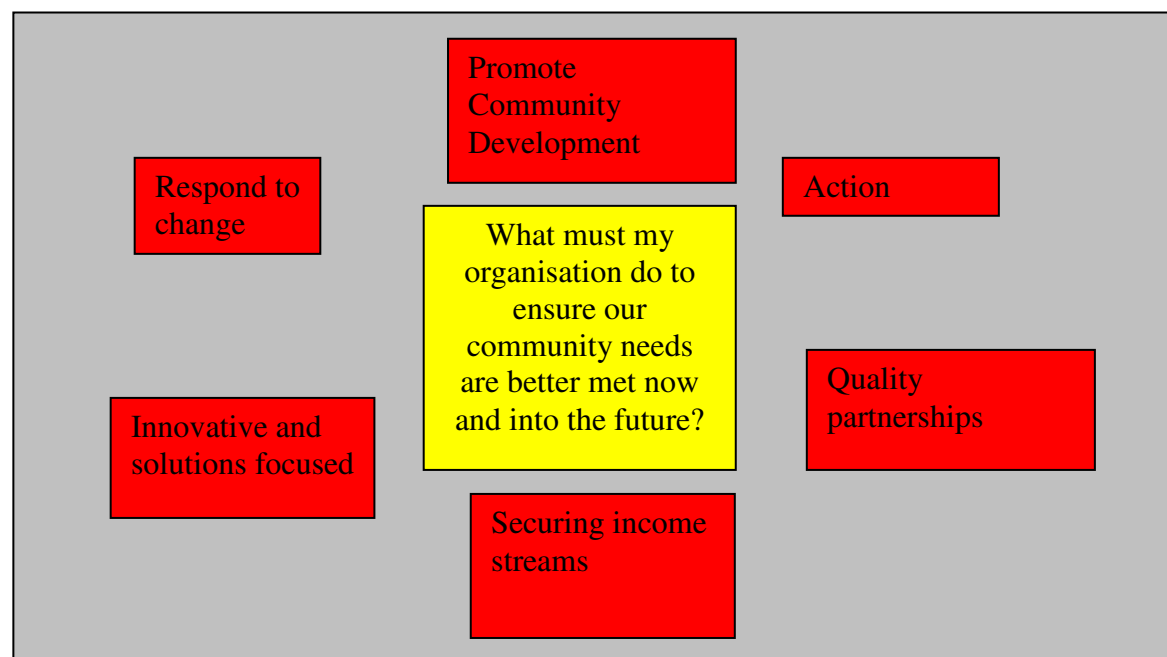 Promote
Community
Development
Respond to
change
Action
What must my
organisation do to
ensure our
community needs
are better met now
and into the future?
Quality
partnerships
Innovative and
solutions focused
Securing income
streams